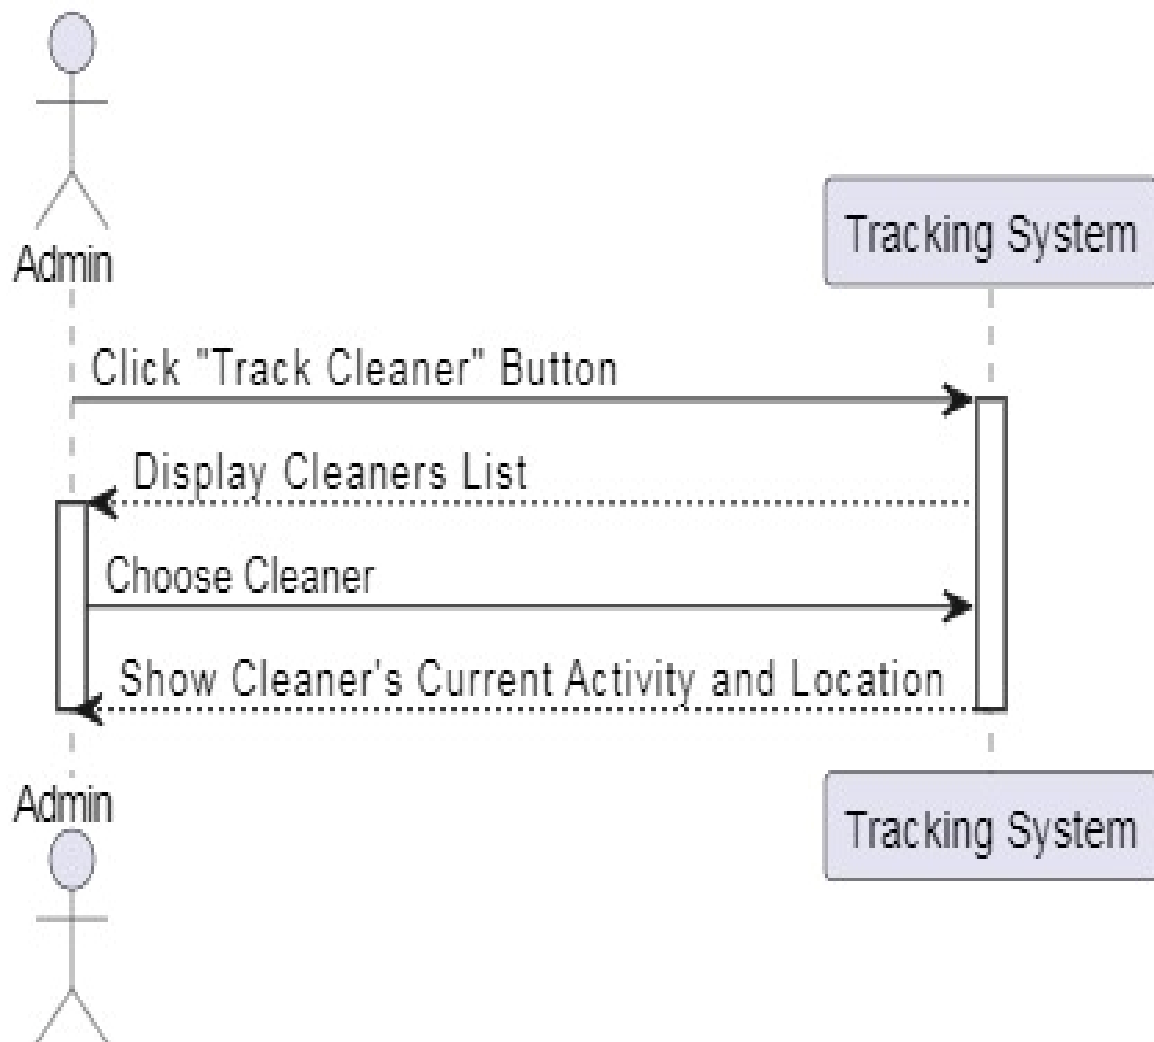 Admin
Tracking System
Click "Track Cleaner" Button
Display Cleaners List
Choose Cleaner
Show Cleaner's Current Activity and Location
Admin
Tracking System